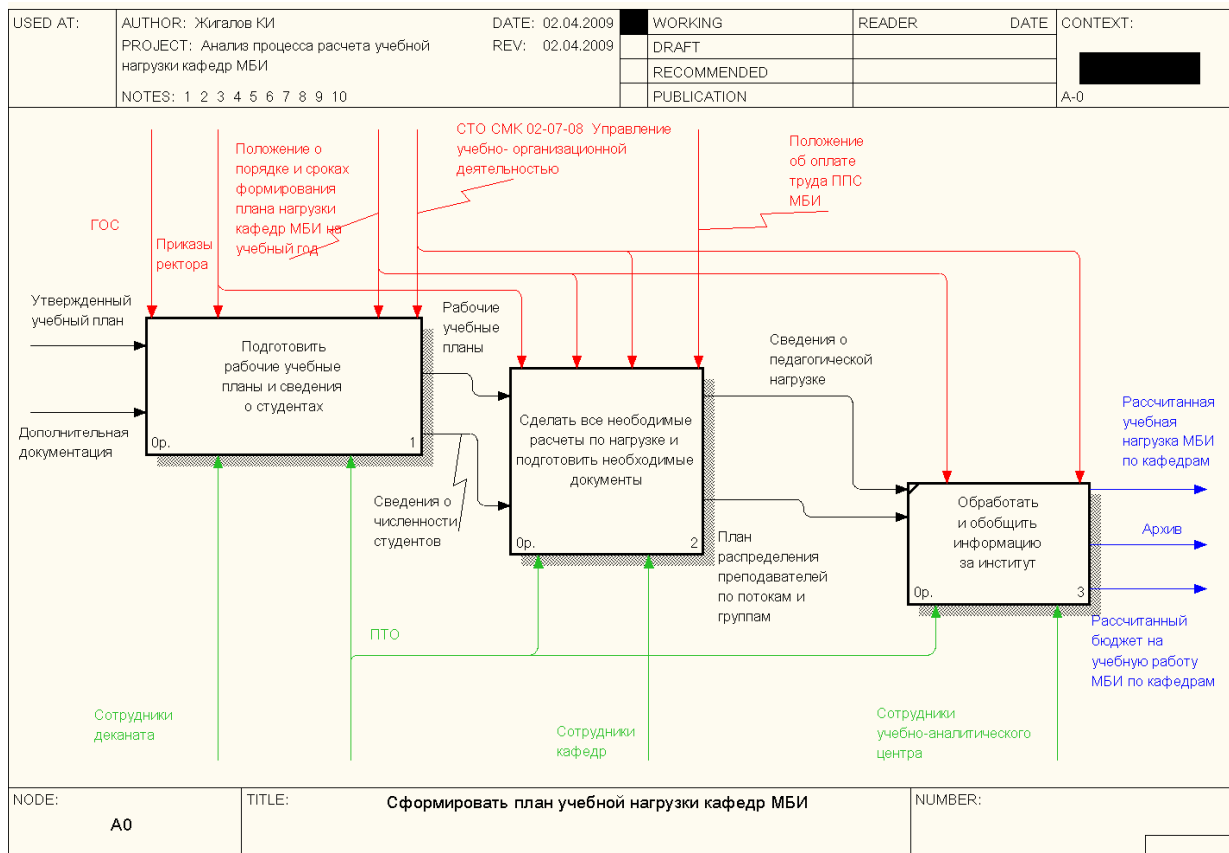 USED AT:
AUTHOR: Жигалов КИ
DATE: 02.04.2009
PROJECT: Анализ процесса расчета учебной
нагрузки кафедр МБИ
REV: 02.04.2009
NOTES: 1 2 3 4 5 6 7 8 9 10
WORKING
DRAFT
RECOMMENDED
PUBLICATION
READER DATE
CONTEXT:
A-0
ГОС
Приказы
ректора
Положение о
порядке и сроках
формирования
плана нагрузки
кафедр МБИ на
учебный год
СТО СМК 02-07-08 Управление
учебно- организационной
деятельностью
Положение
об оплате
труда ППС
МБИ
Утвержденный
учебный план
Дополнительная
документация
Подготовить
рабочие учебные
планы и сведения
о студентах
0р.
1
Рабочие
учебные
планы
Сведения о
численности
студентов
Сделать все неободимые
расчеты по нагрузке и
подготовить необходимые
документы
0р.
2
Сведения о
педагогической
нагрузке
План
распределения
преподавателей
по потокам и
группам
Обработать
и обобщить
информацию
за институт
0р.
3
Рассчитанная
учебная
нагрузка МБИ
по кафедрам
Архив
Рассчитанный
бюджет на
учебную работу
МБИ по кафедрам
ПТО
Сотрудники
деканата
Сотрудники
кафедр
Сотрудники
учебно-аналитического
центра
NODE:
A0
TITLE:
Сформировать план учебной нагрузки кафедр МБИ
NUMBER: